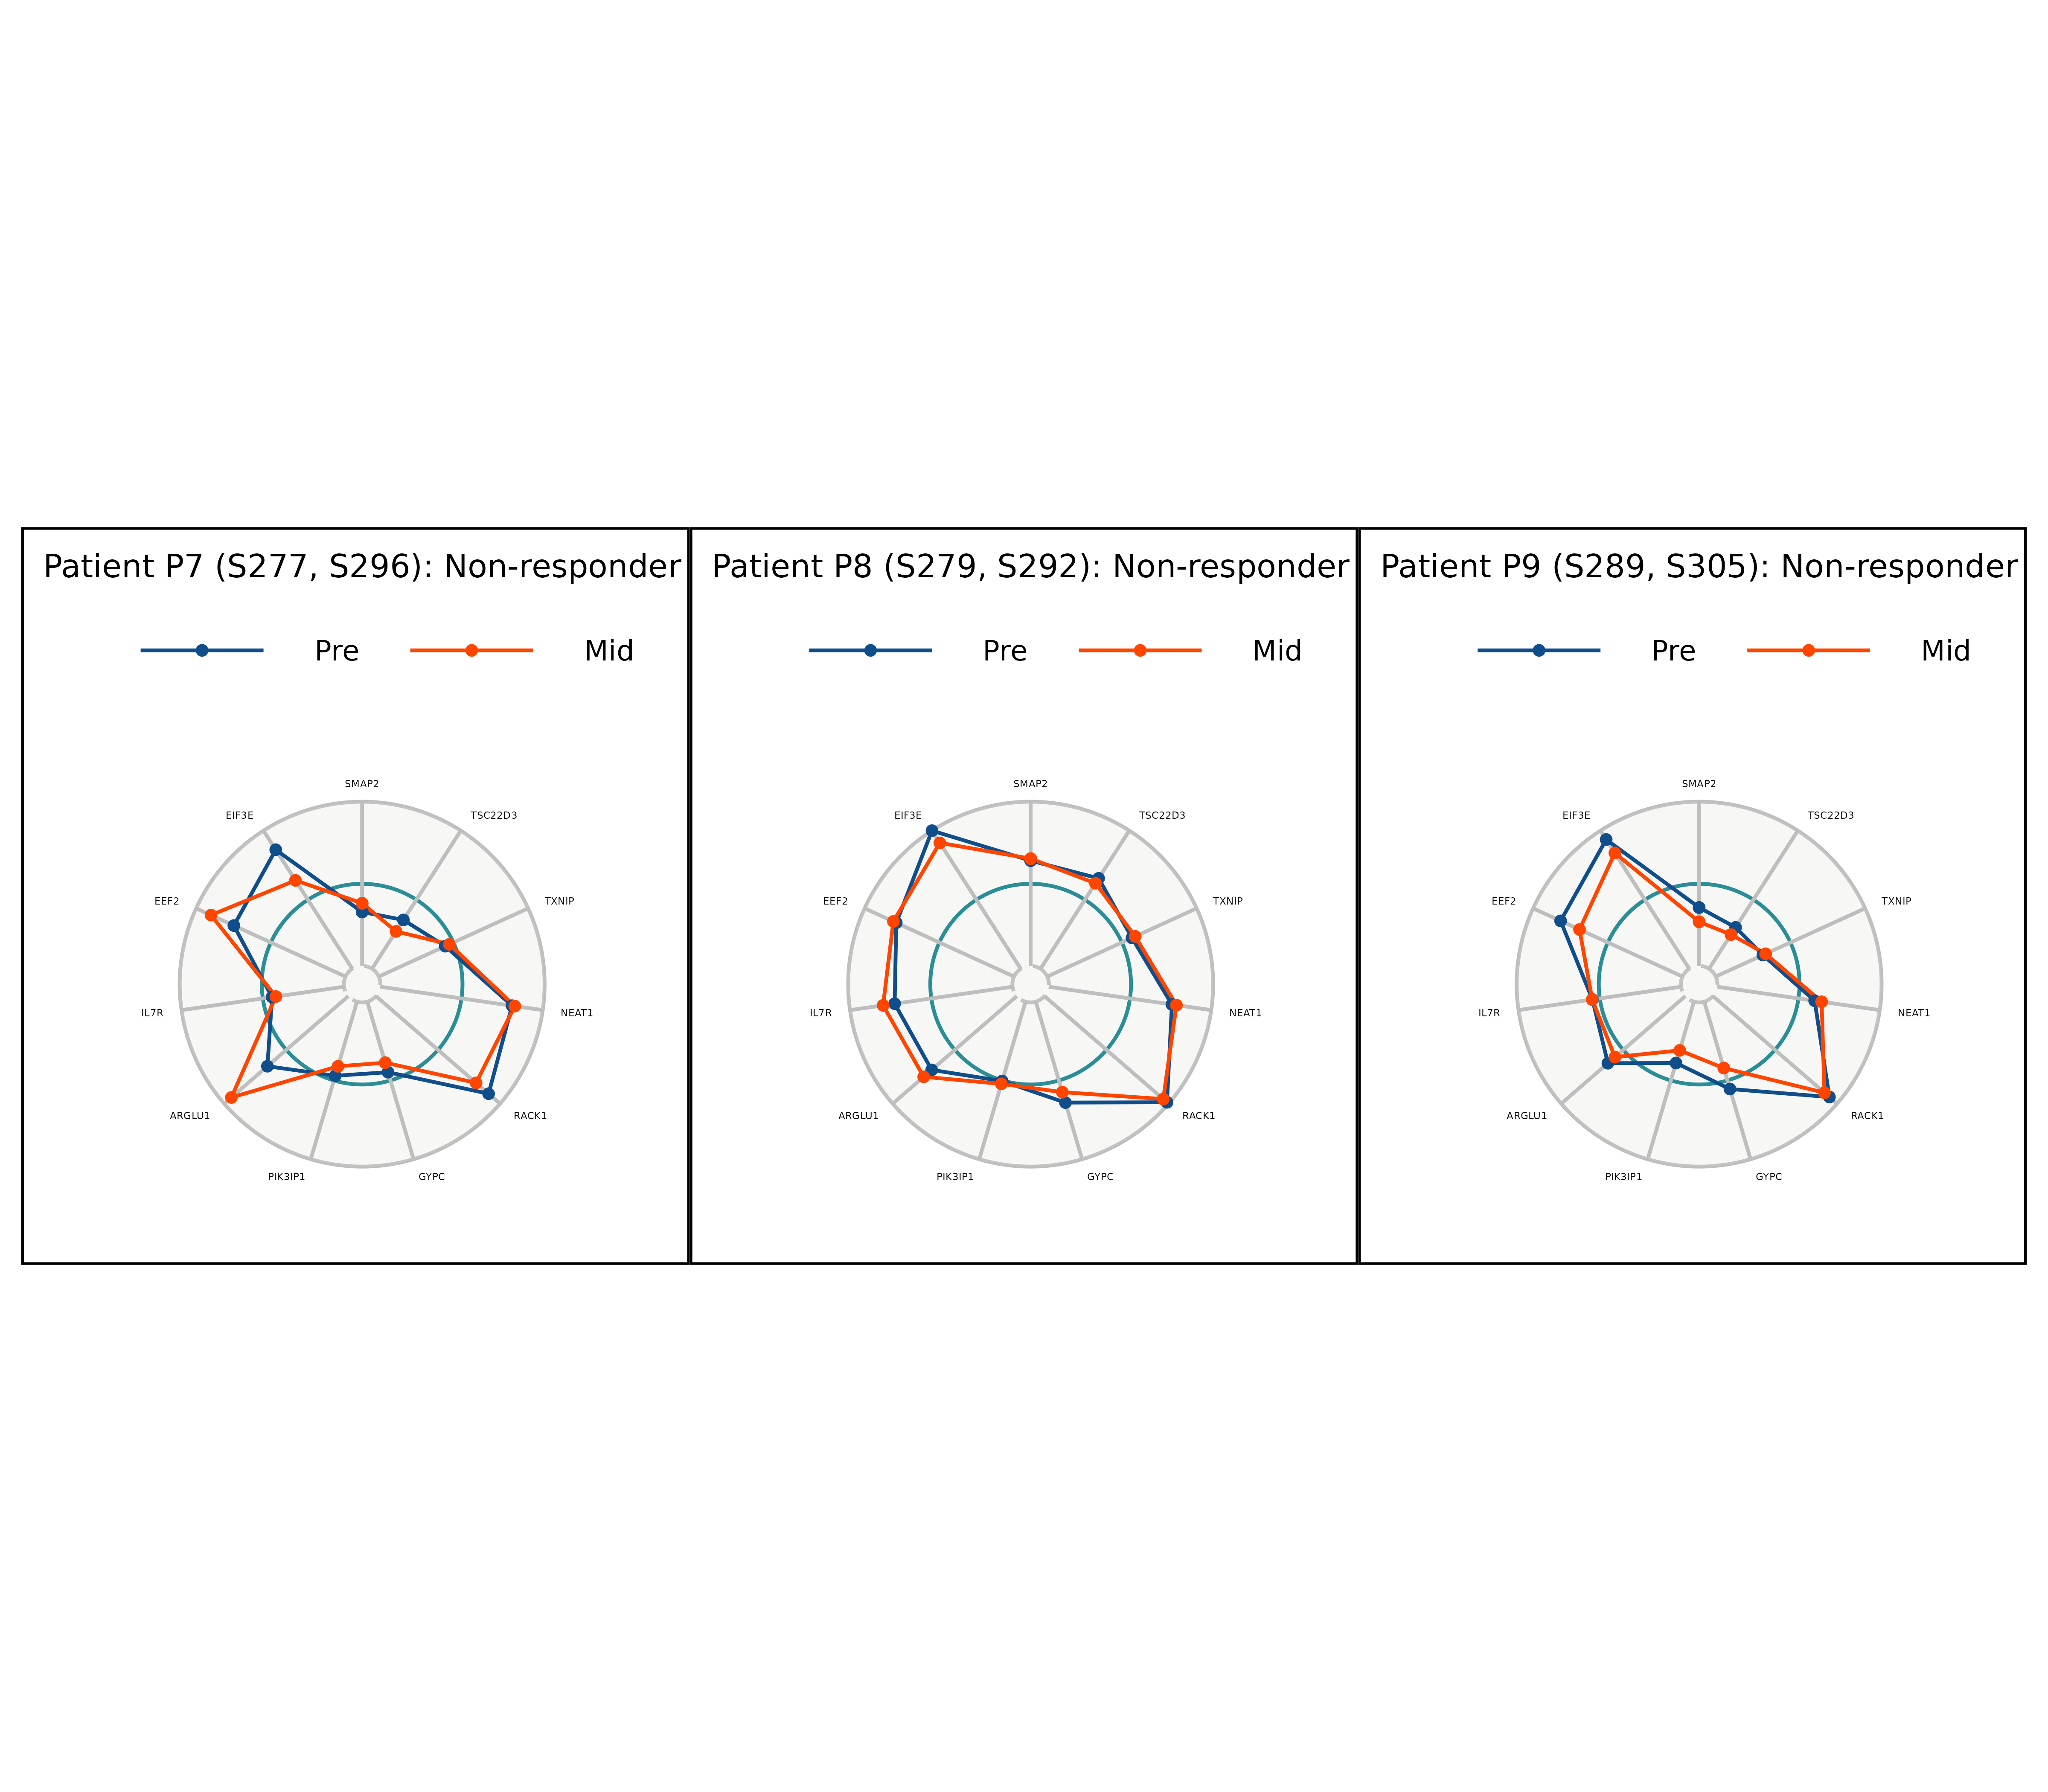 Patient P7 (S277, S296): Non-responder
Pre Mid
SMAP2
EIF3E TSC22D3
EEF2 TXNIP
IL7R NEAT1
ARGLU1 RACK1
PIK3IP1 GYPC
Patient P8 (S279, S292): Non-responder
Pre Mid
SMAP2
EIF3E TSC22D3
EEF2 TXNIP
IL7R NEAT1
ARGLU1 RACK1
PIK3IP1 GYPC
Patient P9 (S289, S305): Non-responder
Pre Mid
SMAP2
EIF3E TSC22D3
EEF2 TXNIP
IL7R NEAT1
ARGLU1 RACK1
PIK3IP1 GYPC